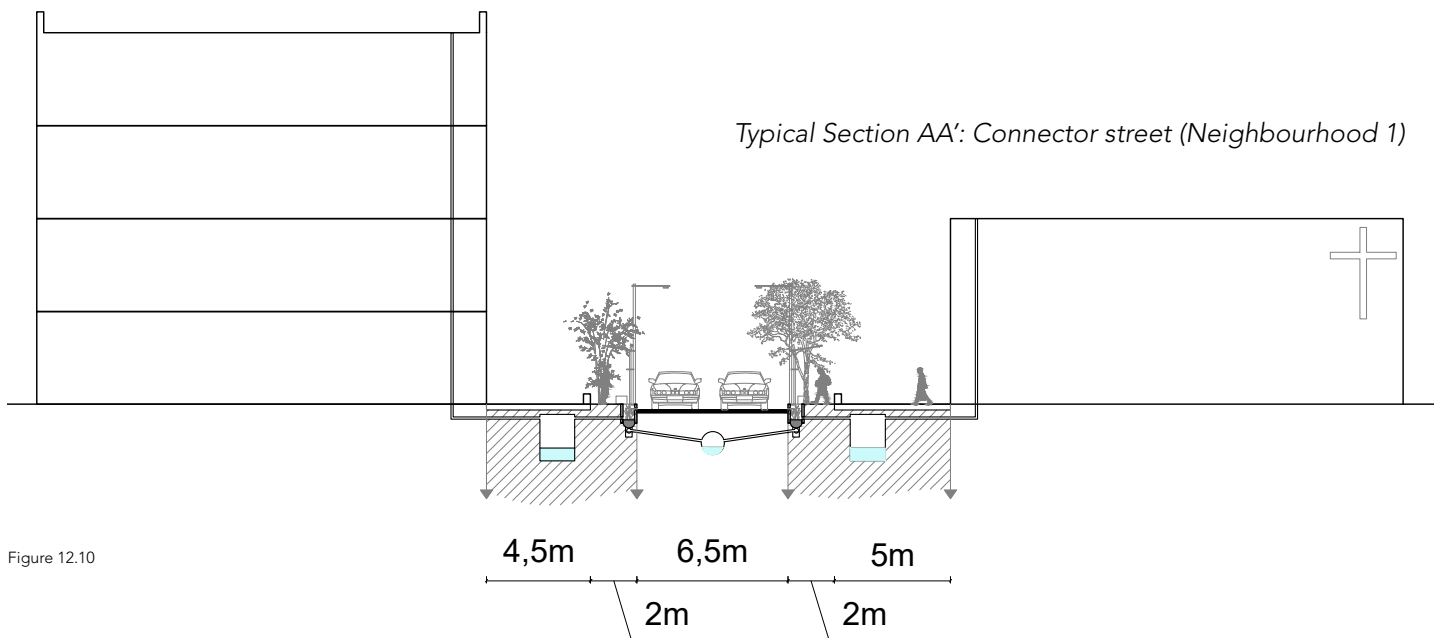 Typical Section AA': Connector street (Neighbourhood 1)
Figure 12.10
4,5m
6,5m
5m
2m
2m